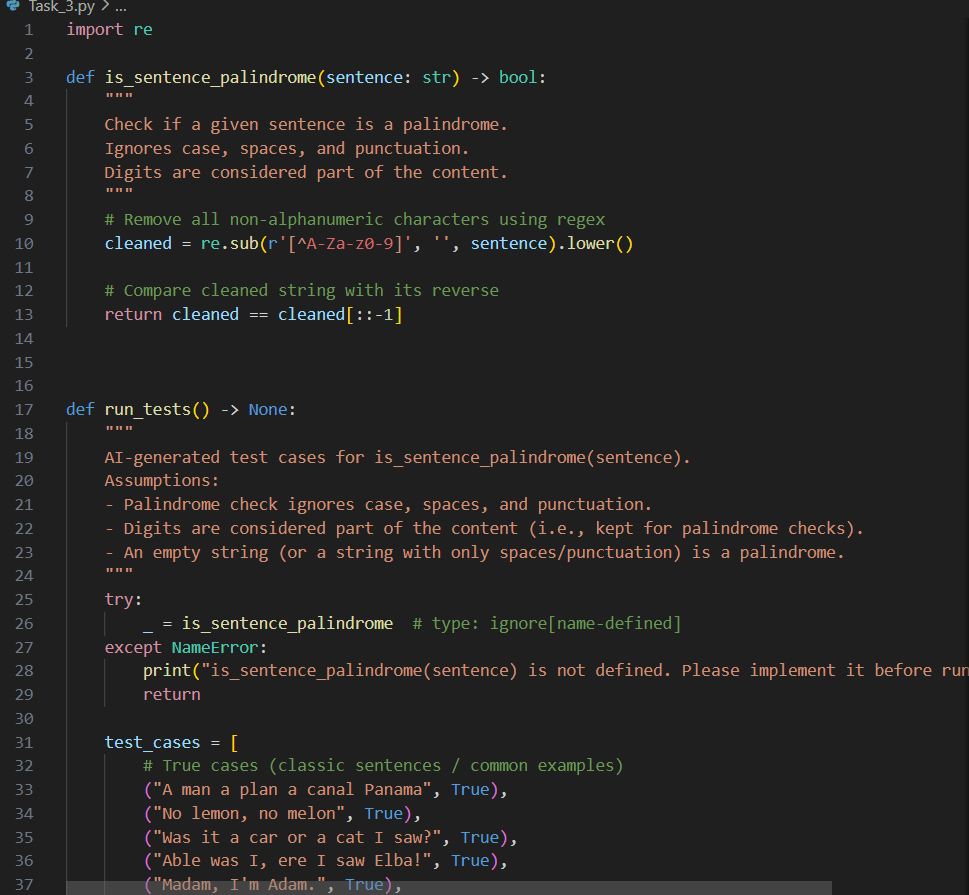 Task_3.py > ...
1 import re
2
3 def is_sentence_palindrome(sentence: str) -> bool:
4 """
5 Check if a given sentence is a palindrome.
6 Ignores case, spaces, and punctuation.
7 Digits are considered part of the content.
8 """
9 # Remove all non-alphanumeric characters using regex
10 cleaned = re.sub(r'[^A-Za-z0-9]', '', sentence).lower()
11
12 # Compare cleaned string with its reverse
13 return cleaned == cleaned[::-1]
14
15
16
17 def run_tests() -> None:
18 """
19 AI-generated test cases for is_sentence_palindrome(sentence).
20 Assumptions:
21 - Palindrome check ignores case, spaces, and punctuation.
22 - Digits are considered part of the content (i.e., kept for palindrome checks).
23 - An empty string (or a string with only spaces/punctuation) is a palindrome.
24 """
25 try:
26 _ = is_sentence_palindrome # type: ignore[name-defined]
27 except NameError:
28 print("is_sentence_palindrome(sentence) is not defined. Please implement it before run
29 return
30
31 test_cases = [
32 # True cases (classic sentences / common examples)
33 ("A man a plan a canal Panama", True),
34 ("No lemon, no melon", True),
35 ("Was it a car or a cat I saw?", True),
36 ("Able was I, ere I saw Elba!", True),
37 ("Madam, I'm Adam.", True),